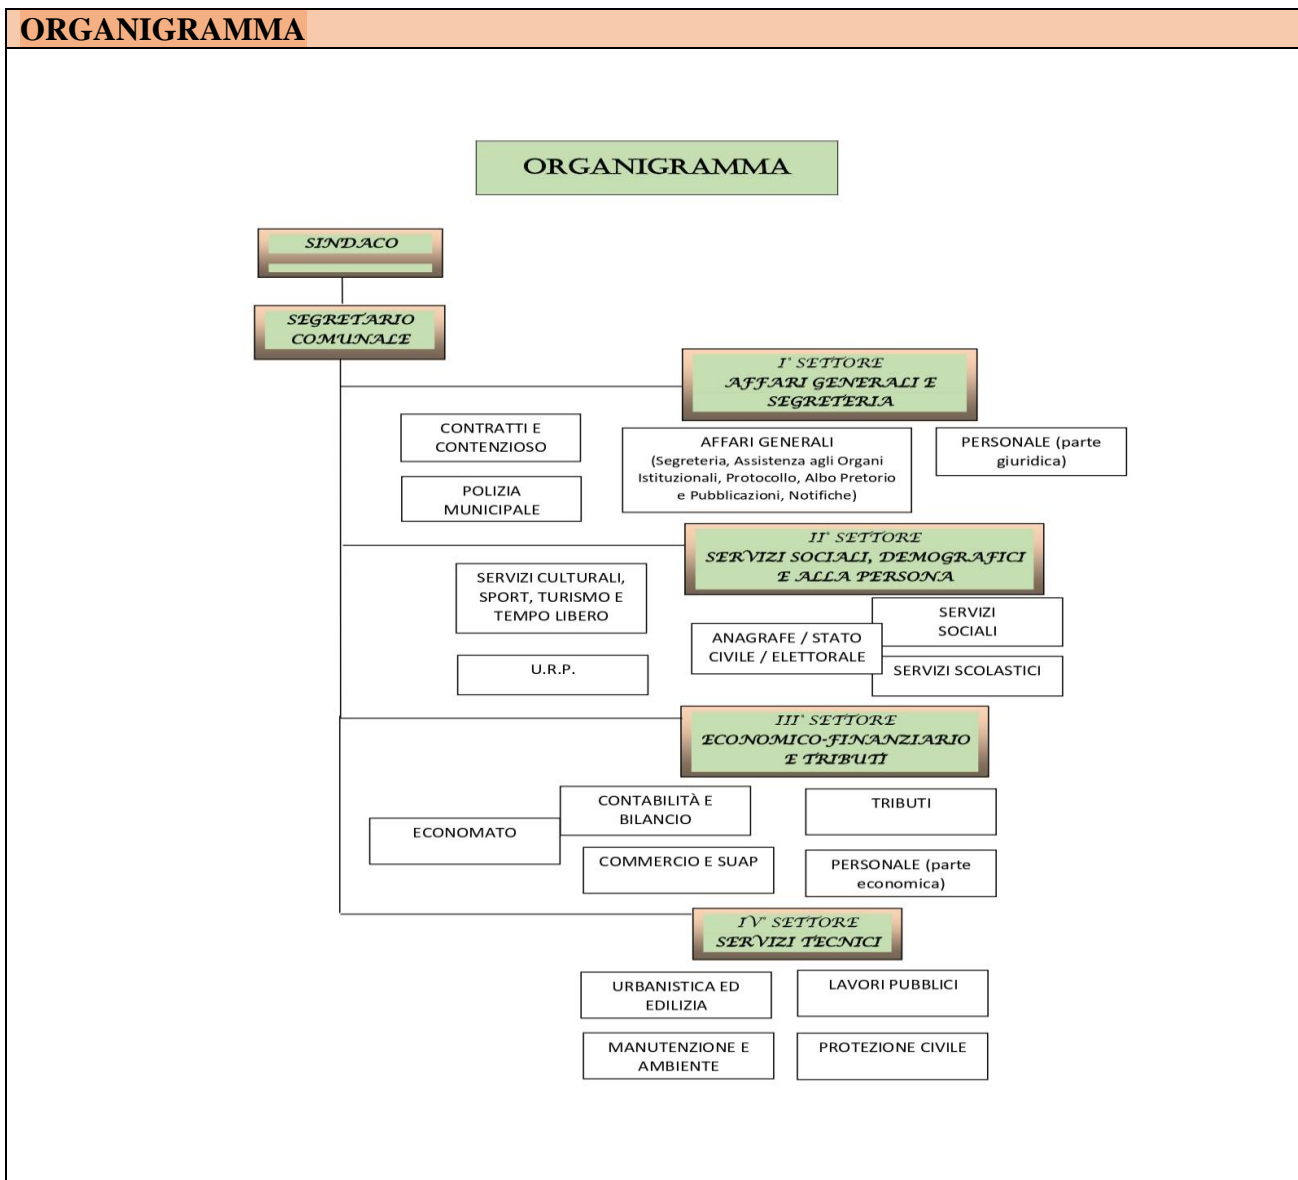 ORGANIGRAMMA
ORGANIGRAMMA
SINDACO
SEGRETARIO
COMUNALE
I° SETTORE
AFFARI GENERALI E
SEGRETERIA
CONTRATTI E
CONTENZIOSO
AFFARI GENERALI
(Segreteria, Assistenza agli Organi
Istituzionali, Protocollo, Albo Pretorio
e Pubblicazioni, Notifiche)
PERSONALE (parte
giuridica)
POLIZIA
MUNICIPALE
II° SETTORE
SERVIZI SOCIALI, DEMOGRAFICI
E ALLA PERSONA
SERVIZI CULTURALI,
SPORT, TURISMO E
TEMPO LIBERO
SERVIZI
SOCIALI
ANAGRAFE / STATO
CIVILE / ELETTORALE
U.R.P.
SERVIZI SCOLASTICI
III° SETTORE
ECONOMICO-FINANZIARIO
E TRIBUTI
CONTABILITÀ E
BILANCIO
TRIBUTI
ECONOMATO
COMMERCIO E SUAP
PERSONALE (parte
economica)
IV° SETTORE
SERVIZI TECNICI
URBANISTICA ED
EDILIZIA
LAVORI PUBBLICI
MANUTENZIONE E
AMBIENTE
PROTEZIONE CIVILE